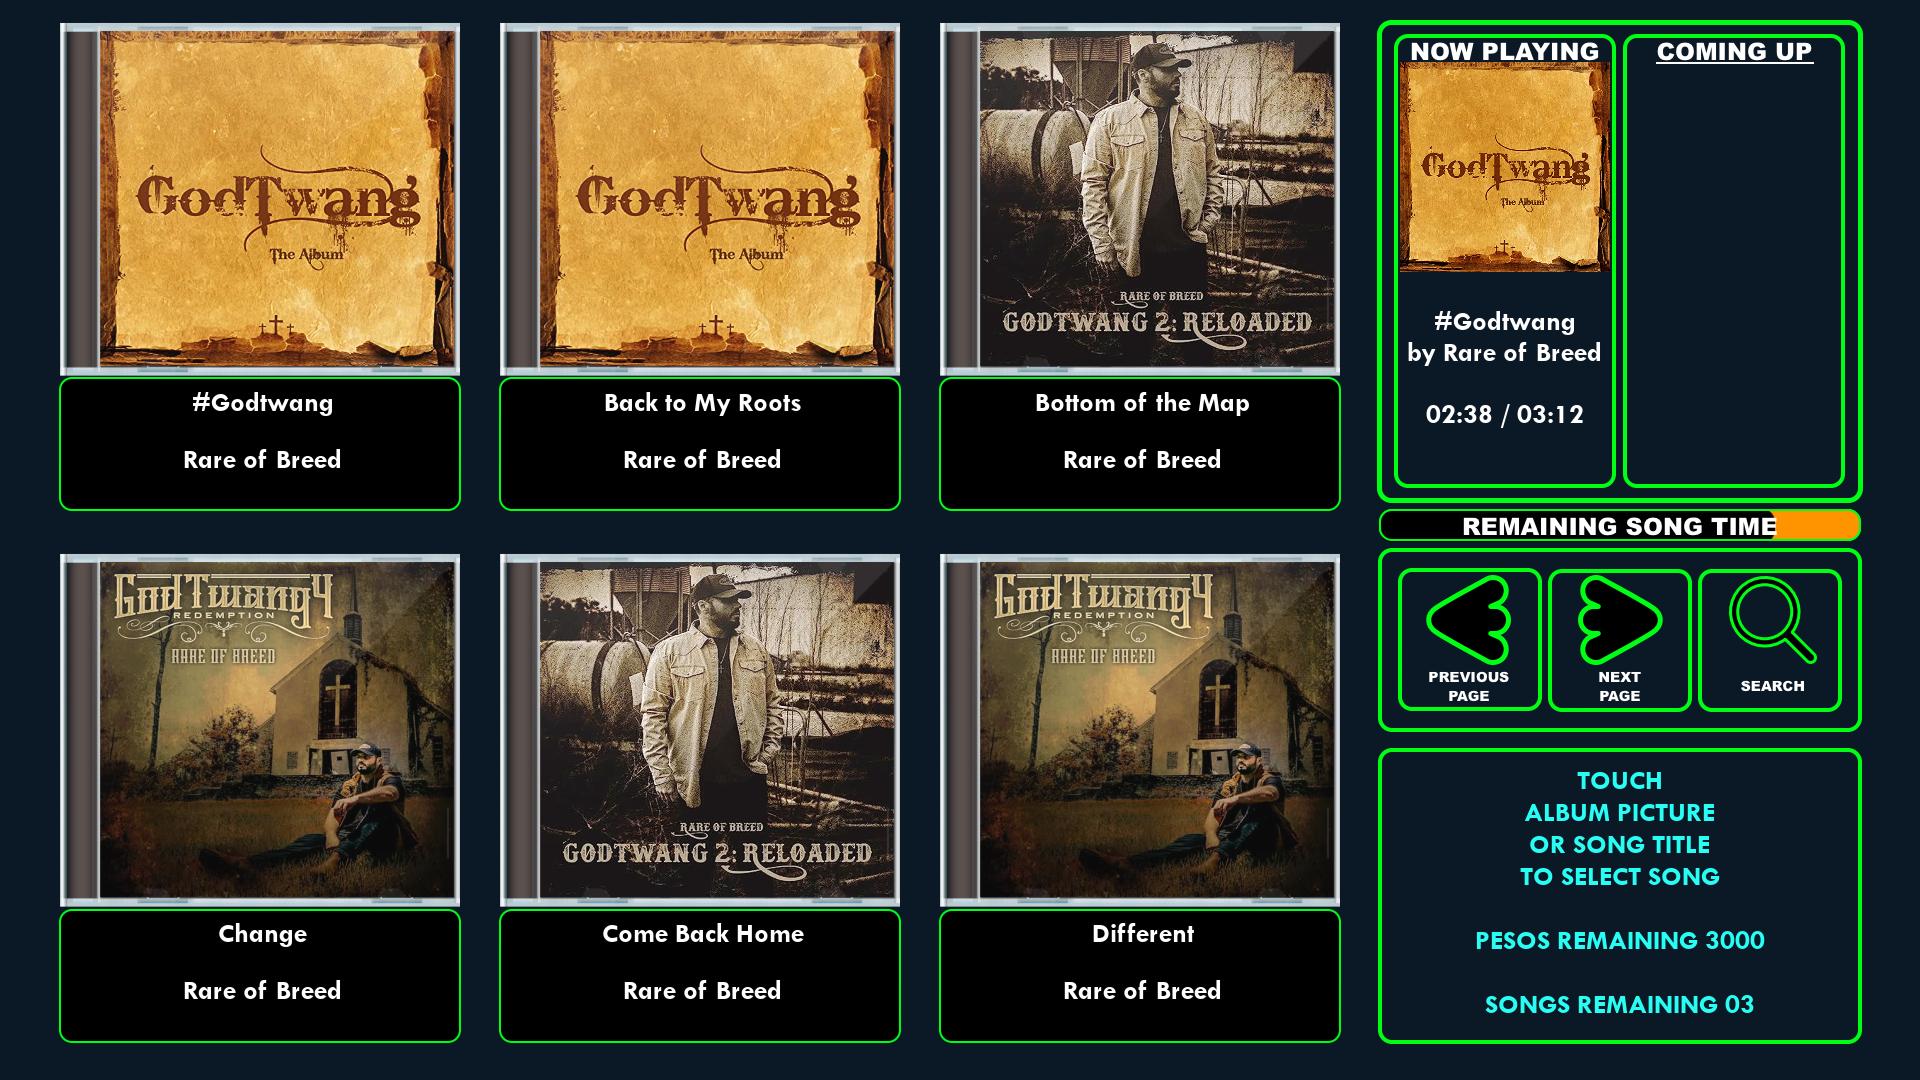 GodTwang
The Album
#Godtwang
Rare of Breed
GodTwang
The Album
Back to My Roots
Rare of Breed
RARE OF BREED
GODTWANG 2: RELOADED
Bottom of the Map
Rare of Breed
GodTwang4
REDEMPTION
RARE OF BREED
Change
Rare of Breed
RARE OF BREED
GODTWANG 2: RELOADED
Come Back Home
Rare of Breed
GodTwang4
REDEMPTION
RARE OF BREED
Different
Rare of Breed
NOW PLAYING
GodTwang
The Album
#Godtwang
by Rare of Breed
02:38 / 03:12
COMING UP
REMAINING SONG TIME
PREVIOUS
PAGE
NEXT
PAGE
SEARCH
TOUCH
ALBUM PICTURE
OR SONG TITLE
TO SELECT SONG
PESOS REMAINING 3000
SONGS REMAINING 03